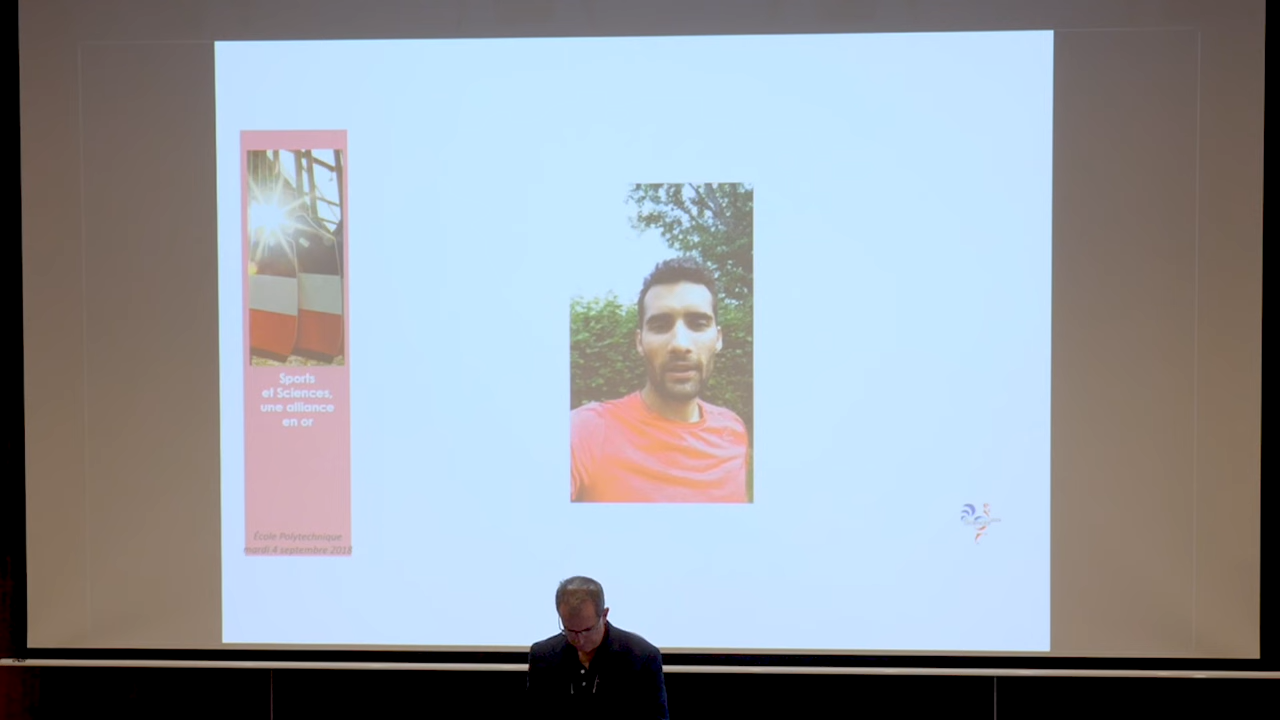 Sports
et Sciences,
une alliance
en or
École Polytechnique
mardi 4 septembre 2018